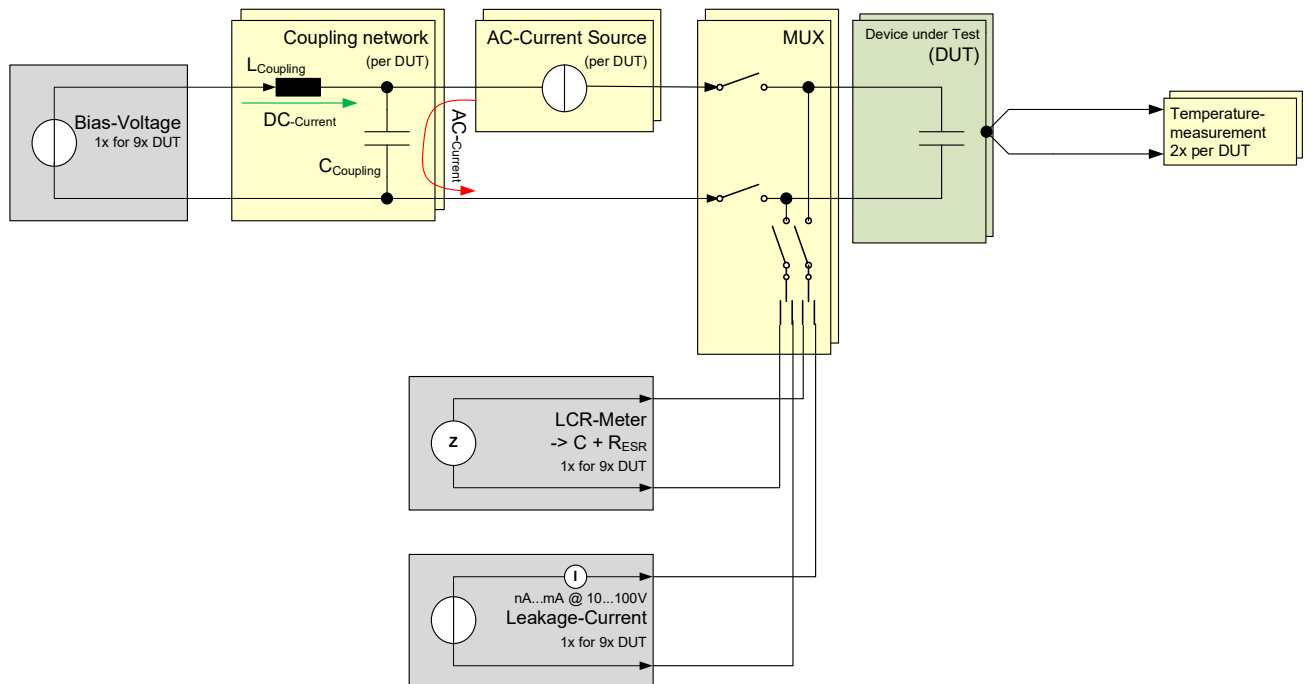 Bias-Voltage
1x for 9x DUT
Coupling network
(per DUT)
LCoupling
DC-Current
CCoupling
AC-Current
AC-Current Source
(per DUT)
MUX
Device under Test
(DUT)
Temperature-
measurement
2x per DUT
Z
LCR-Meter
-> C + RESR
1x for 9x DUT
I
nA...mA @ 10...100V
Leakage-Current
1x for 9x DUT